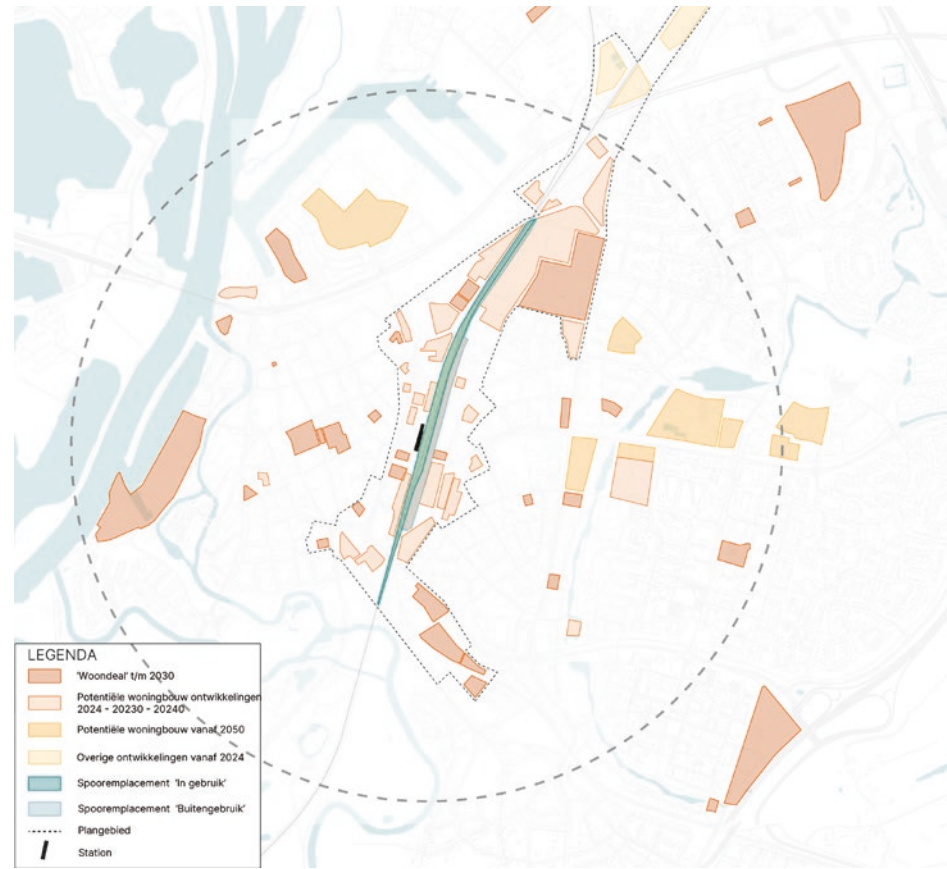 LEGENDA
'Woondeal' t/m 2030
Potentiële woningbouw ontwikkelingen
2024 - 20230 - 20240
Potentiële woningbouw vanaf 2050
Overige ontwikkelingen vanaf 2024
Spooremplacement 'In gebruik'
Spooremplacement 'Buitengebruik'
Plangebied
Station